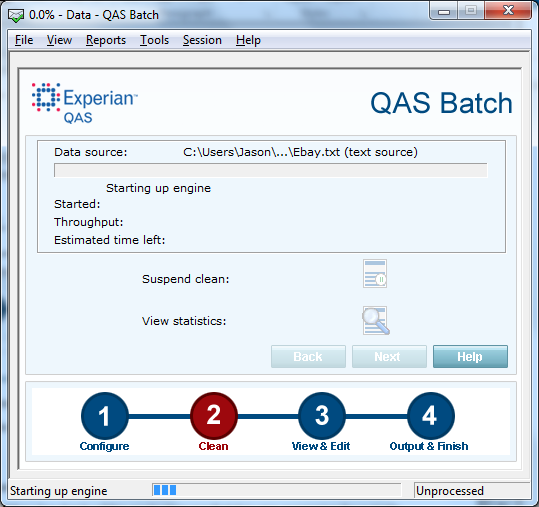 0.0% - Data - QAS Batch
File View Reports Tools Session Help
Experian™
QAS
QAS Batch
Data source: C:\Users\Jason\...\Ebay.txt (text source)
Starting up engine
Started:
Throughput:
Estimated time left:
Suspend clean:
View statistics:
Back Next Help
1 2 3 4
Configure Clean View & Edit Output & Finish
Starting up engine Unprocessed